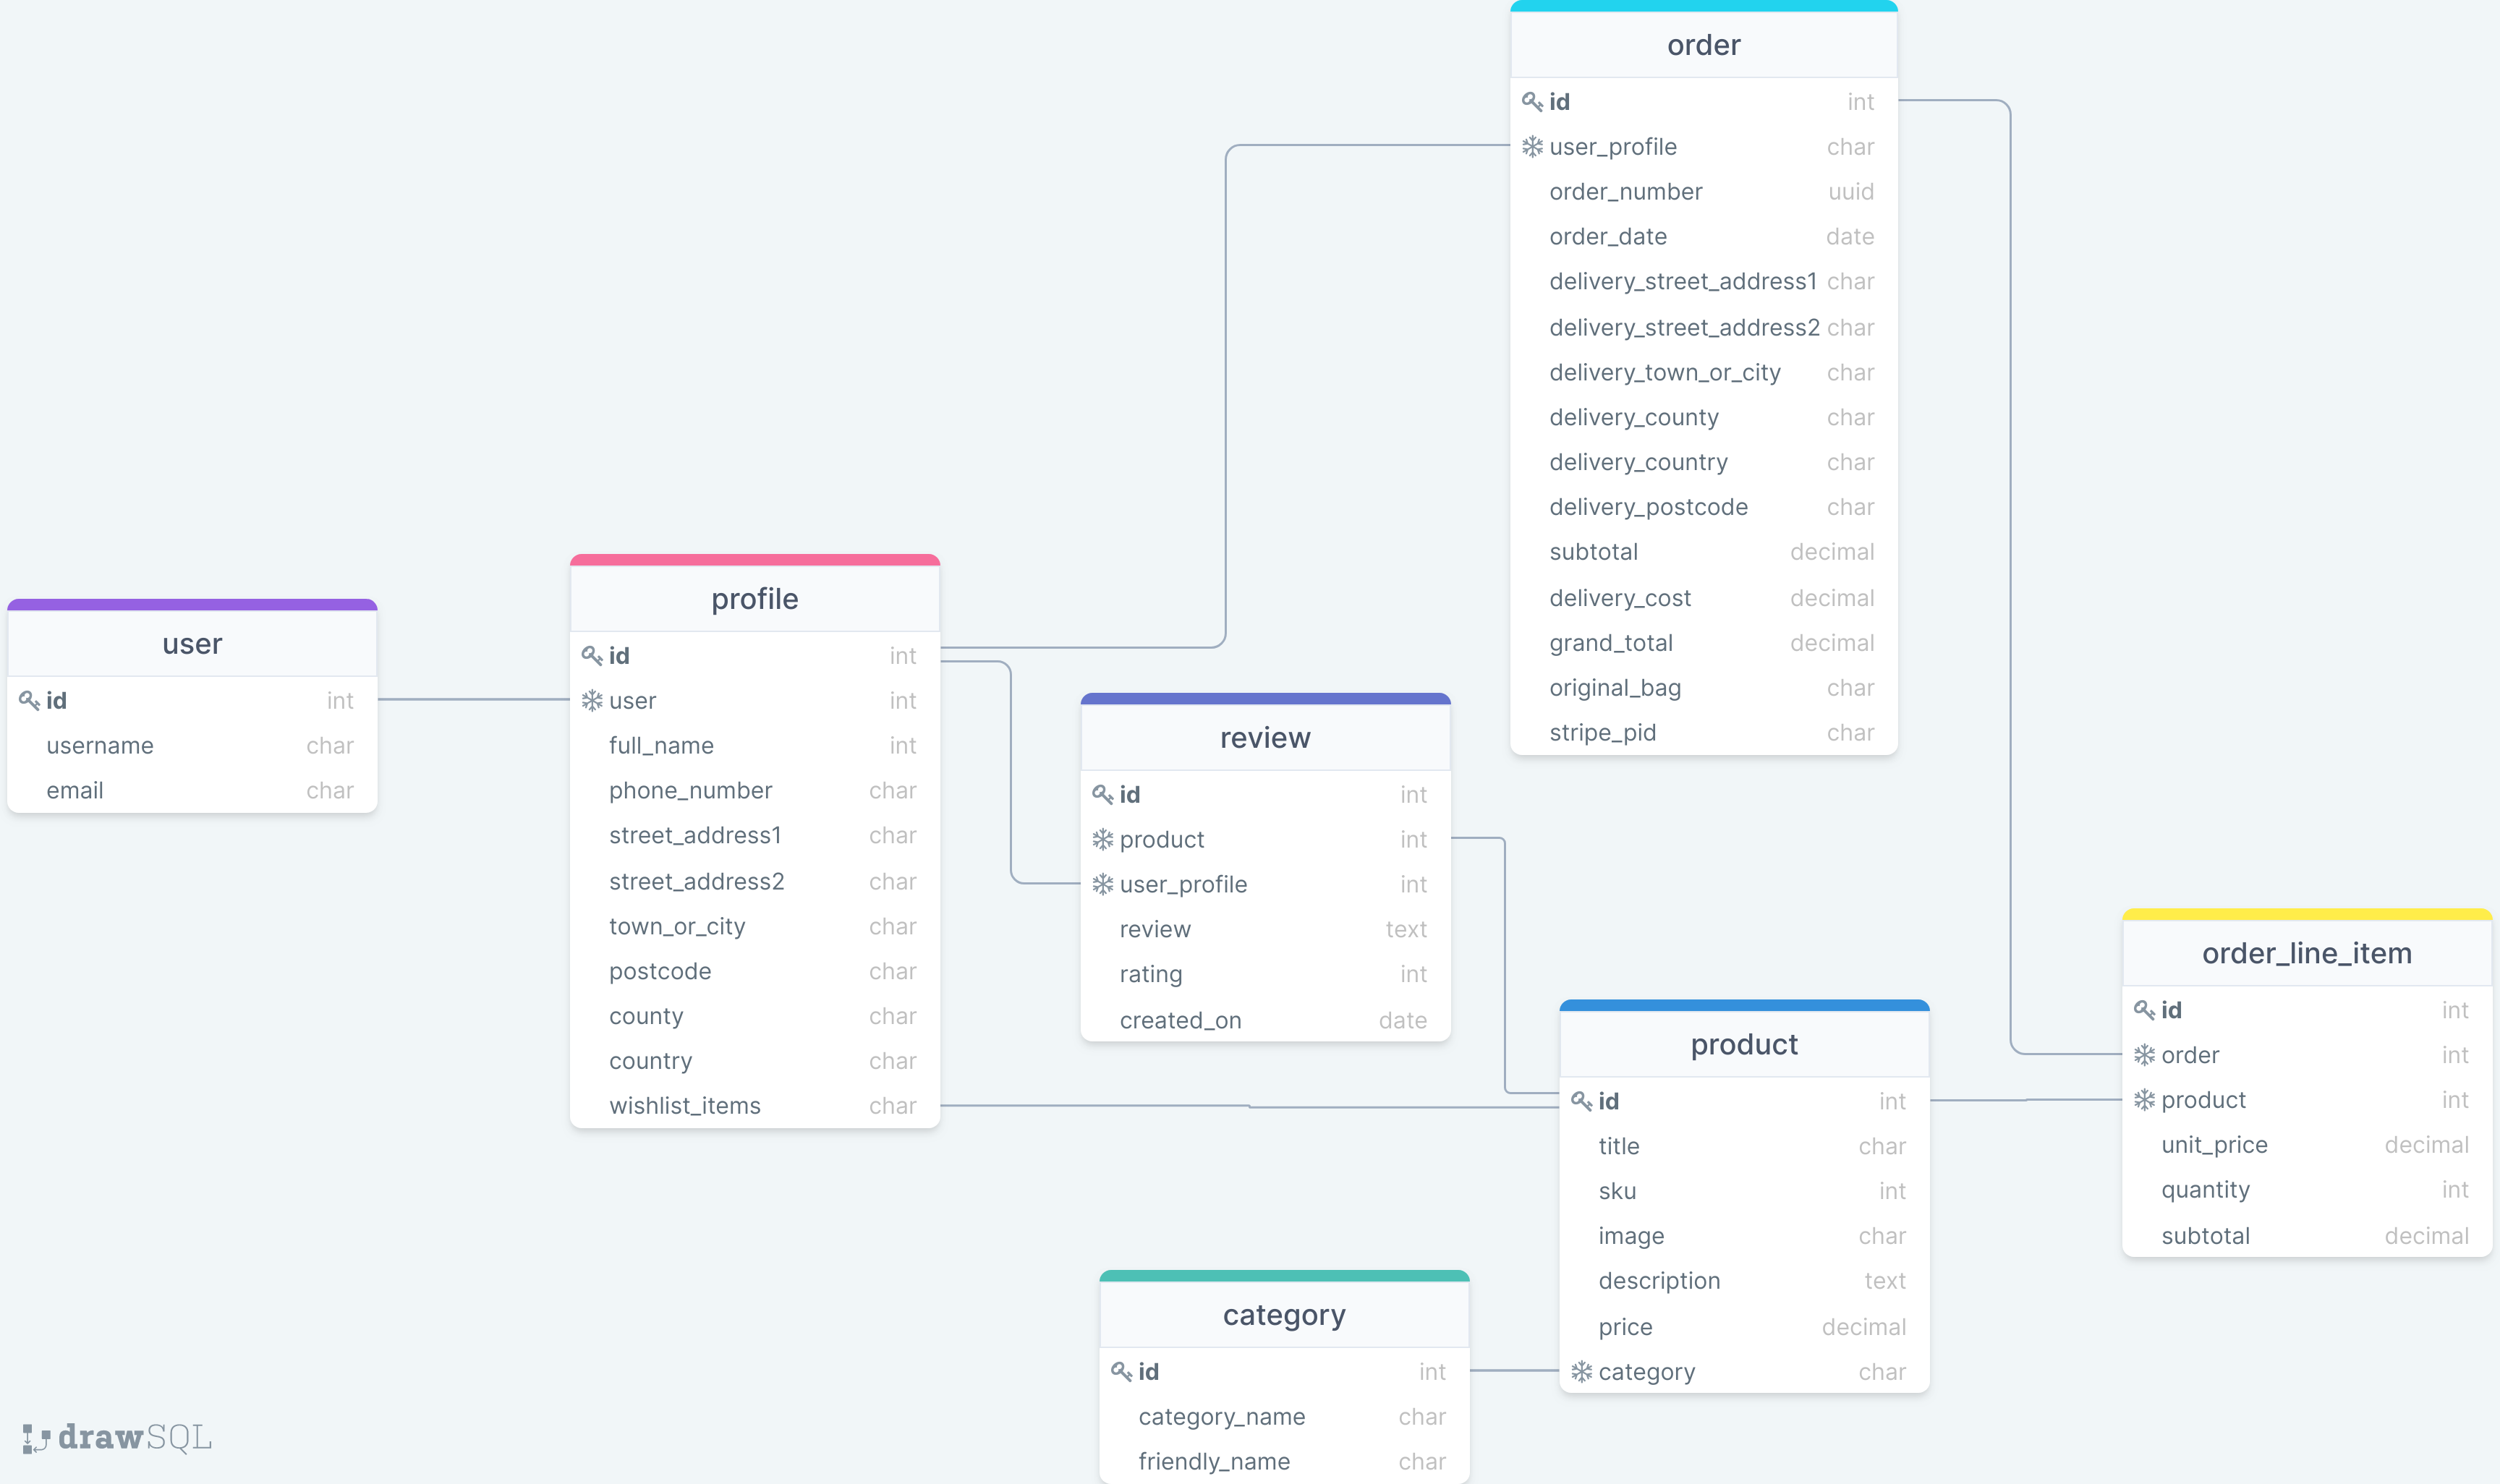 order
id int
user_profile char
order_number uuid
order_date date
delivery_street_address1 char
delivery_street_address2 char
delivery_town_or_city char
delivery_county char
delivery_country char
delivery_postcode char
subtotal decimal
delivery_cost decimal
grand_total decimal
original_bag char
stripe_pid char
user
id int
username char
email char
profile
id int
user int
full_name int
phone_number char
street_address1 char
street_address2 char
town_or_city char
postcode char
county char
country char
wishlist_items char
review
id int
product int
user_profile int
review text
rating int
created_on date
product
id int
title char
sku int
image char
description text
price decimal
category char
order_line_item
id int
order int
product int
unit_price decimal
quantity int
subtotal decimal
category
id int
category_name char
friendly_name char
drawSQL